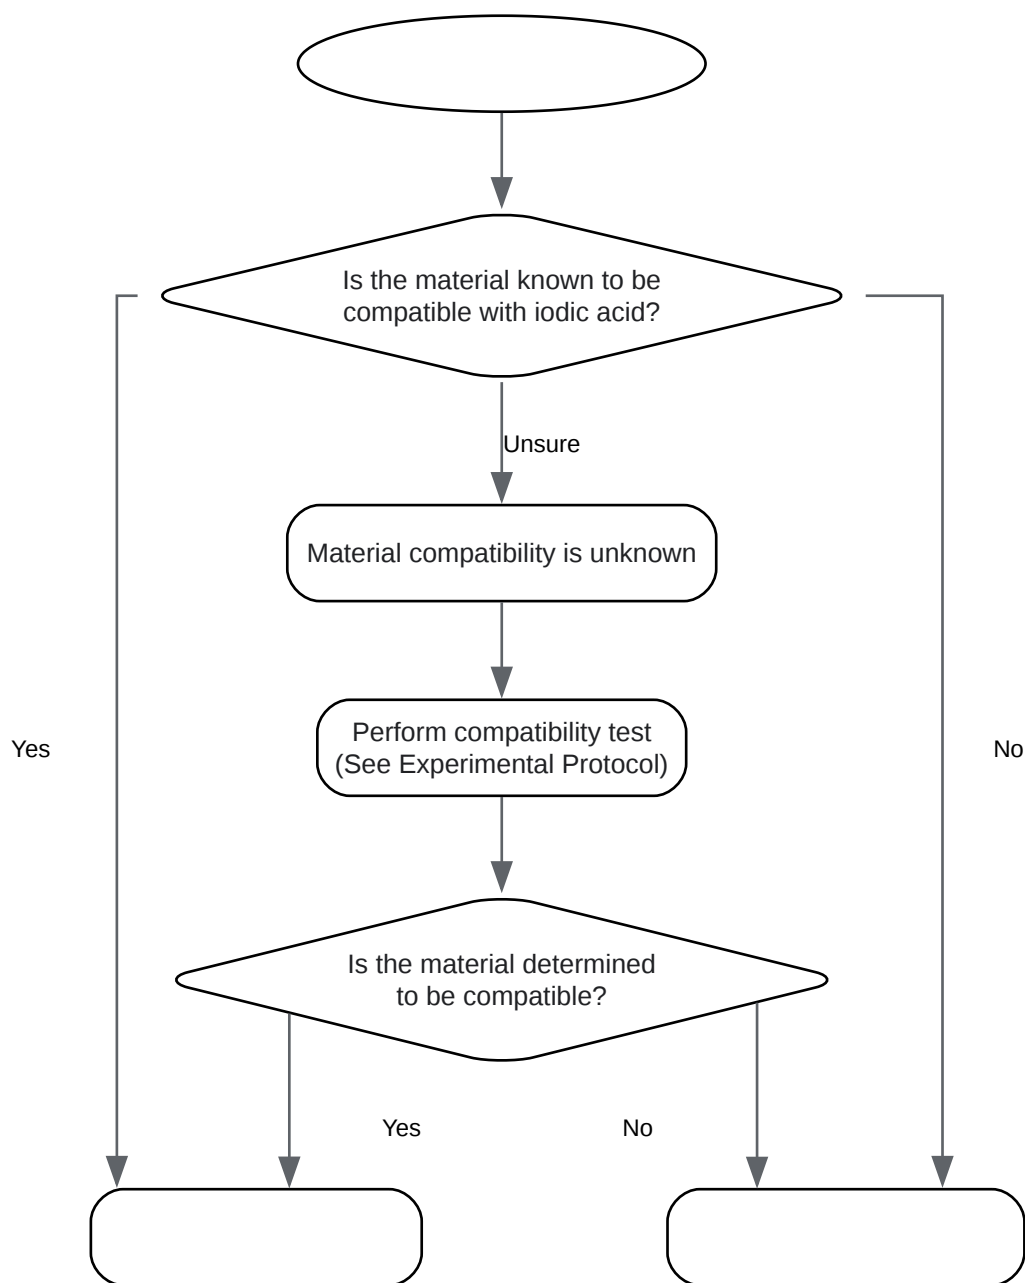 Is the material known to be
compatible with iodic acid?
Unsure
Material compatibility is unknown
Perform compatibility test
(See Experimental Protocol)
Yes
No
Is the material determined
to be compatible?
Yes
No